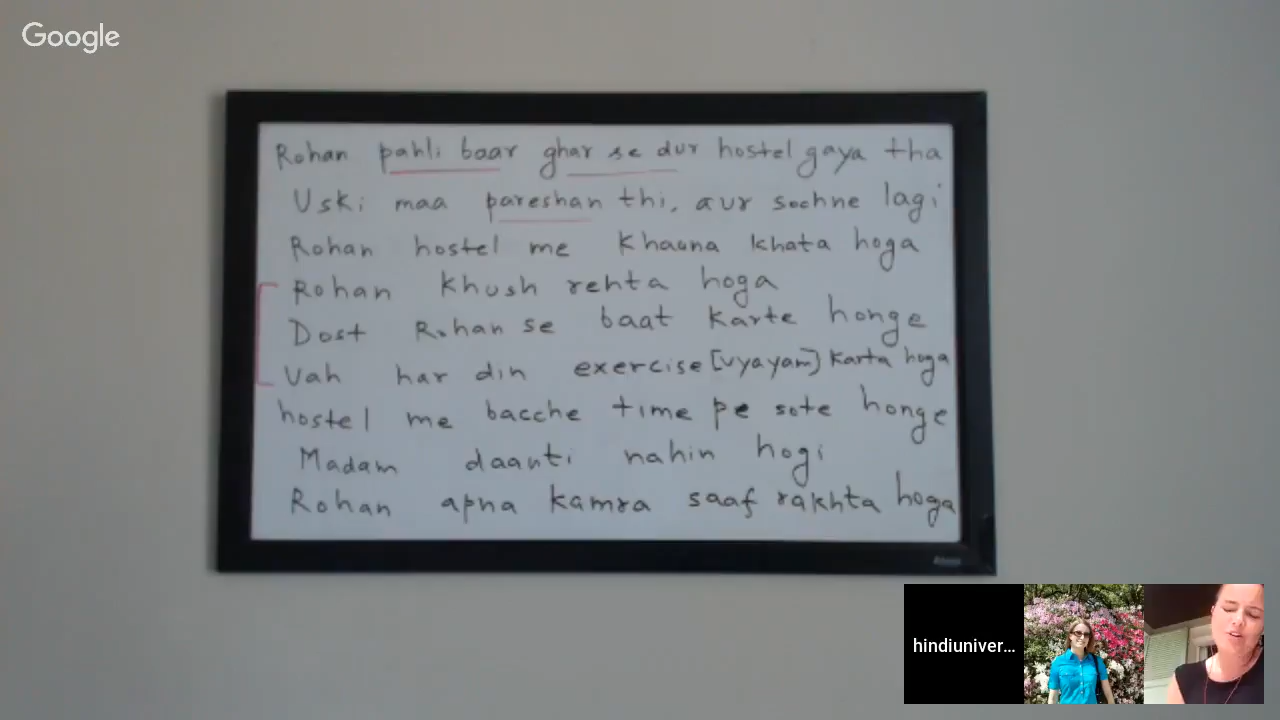 Google
Rohan pahli baar ghar se dur hostel gaya tha
Uski maa pareshan thi, aur sochne lagi
Rohan hostel me khaana khata hoga
Rohan khush rehta hoga
Dost Rohan se baat karte honge
Vah har din exercise [vyayam] karta hoga
hostel me bacche time pe sote honge
Madam daanti nahin hogi
Rohan apna kamra saaf rakhta hoga
hindiuniver...